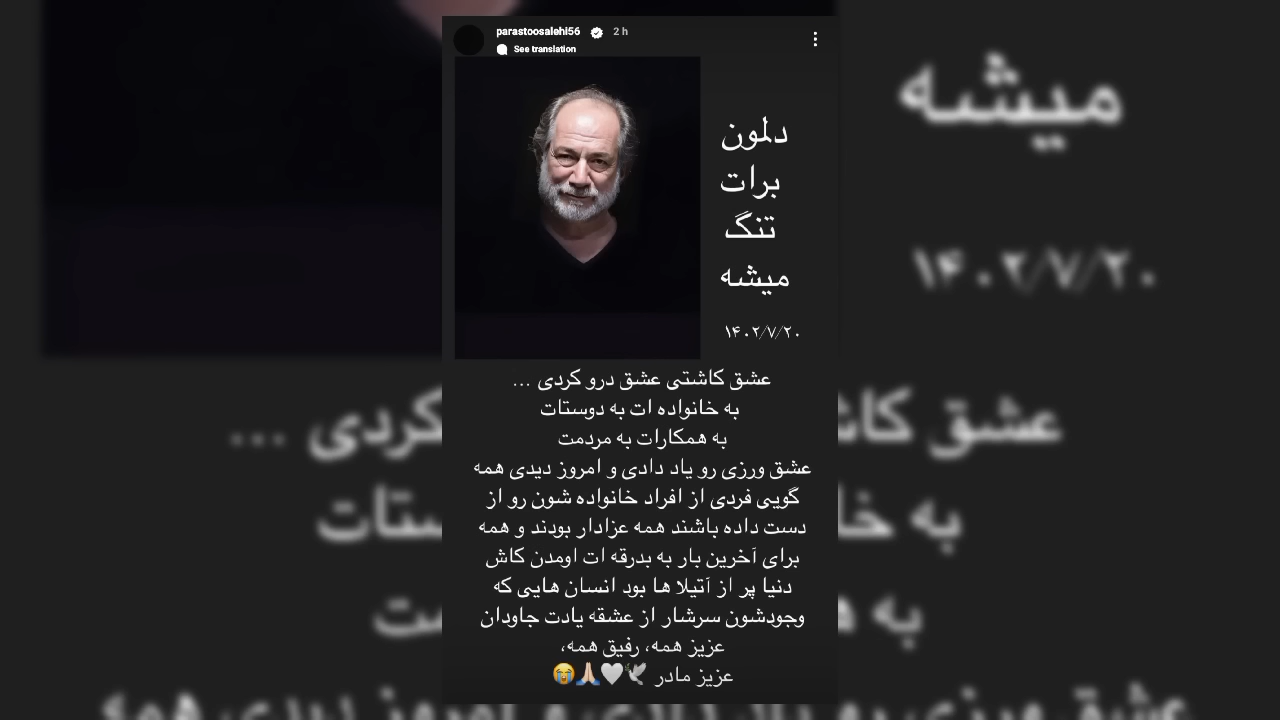 parastoosalehi56 2 h
See translation
دلمون
برات
تنگ
میشه
۱۴۰۲/۷/۲۰
عشق کاشتی عشق درو کردی ...
به خانواده ات به دوستات
به همکارات به مردمت
عشق ورزی رو یاد دادی و امروز دیدی همه
گویی فردی از افراد خانواده شون رو از
دست داده باشند همه عزادار بودند و همه
برای آخرین بار به بدرقه ات اومدن کاش
دنیا پر از آتیلا ها بود انسان هایی که
وجودشون سرشار از عشقه یادت جاودان
عزیز همه، رفیق همه،
عزیز مادر 🕊🤍🙏🏻😭